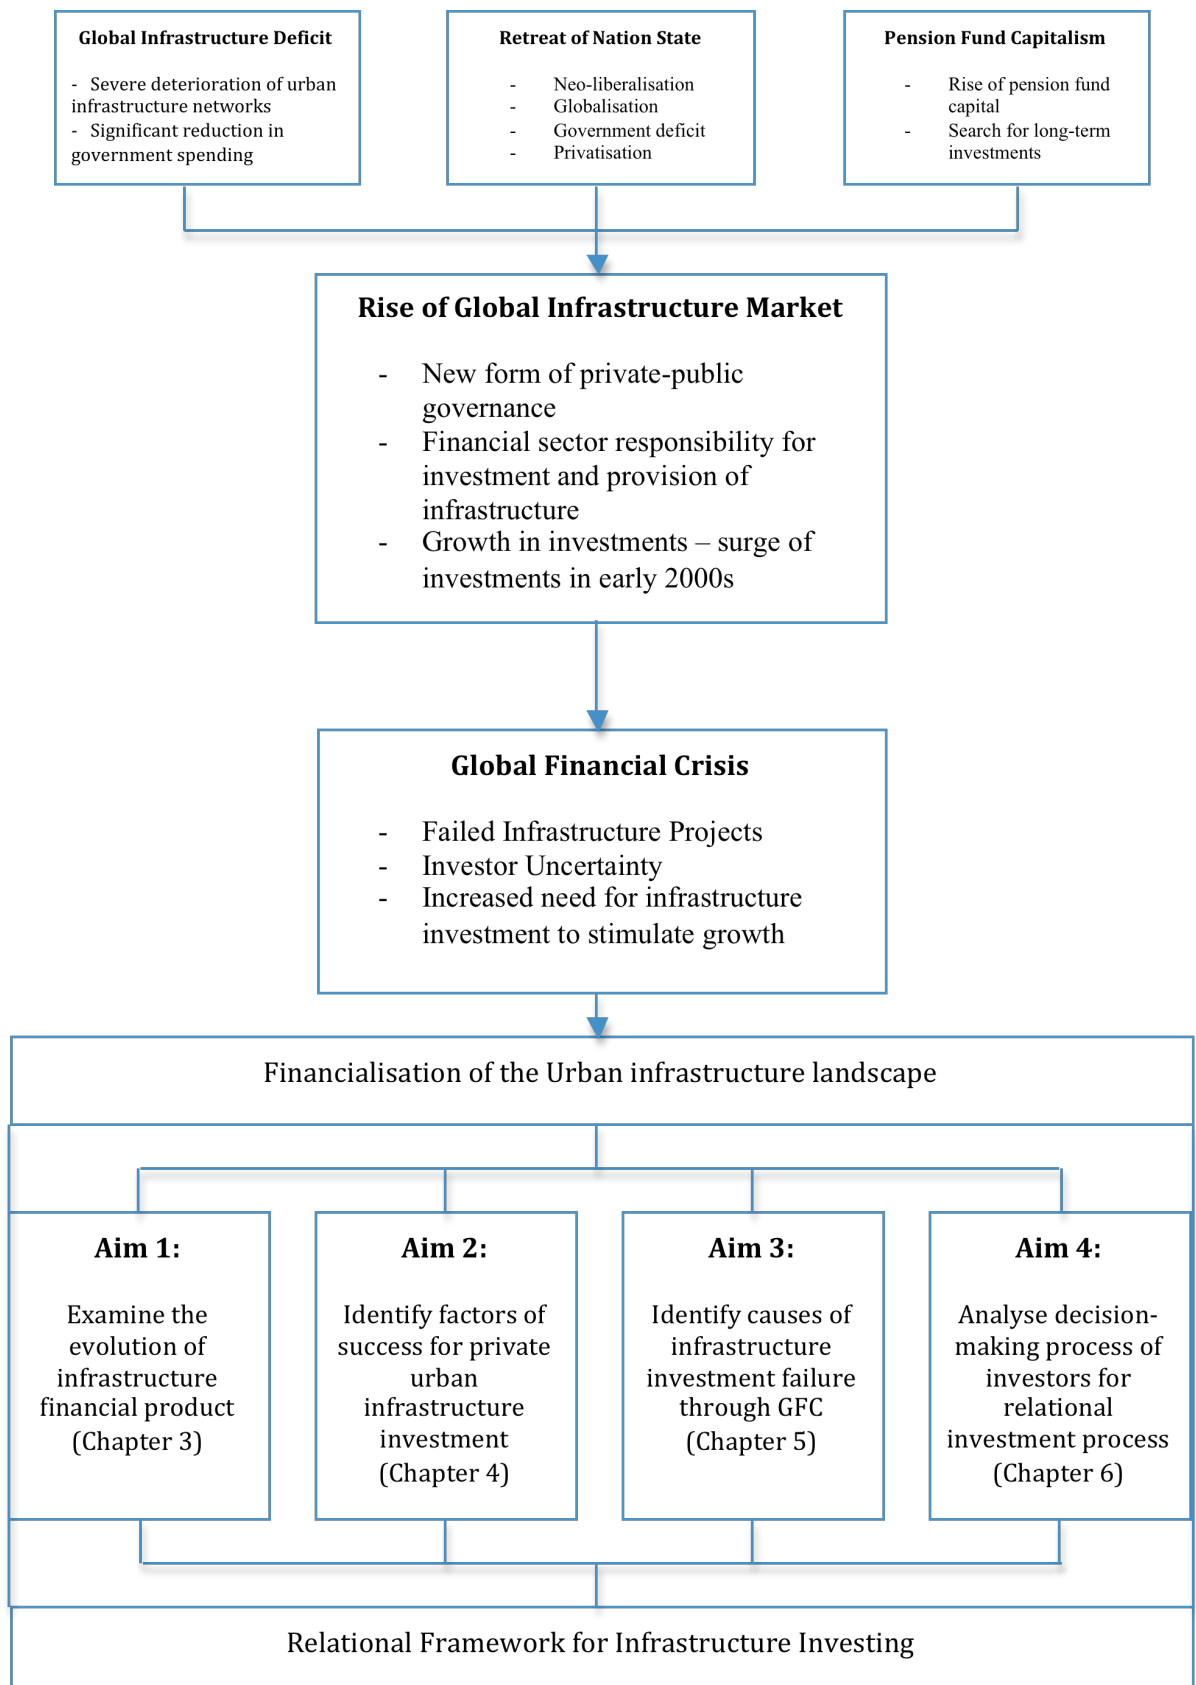 Global Infrastructure Deficit
- Severe deterioration of urban
infrastructure networks
- Significant reduction in
government spending
Retreat of Nation State
- Neo-liberalisation
- Globalisation
- Government deficit
- Privatisation
Pension Fund Capitalism
- Rise of pension fund
capital
- Search for long-term
investments
Rise of Global Infrastructure Market
- New form of private-public
governance
- Financial sector responsibility for
investment and provision of
infrastructure
- Growth in investments – surge of
investments in early 2000s
Global Financial Crisis
- Failed Infrastructure Projects
- Investor Uncertainty
- Increased need for infrastructure
investment to stimulate growth
Financialisation of the Urban infrastructure landscape
Aim 1:
Examine the
evolution of
infrastructure
financial product
(Chapter 3)
Aim 2:
Identify factors of
success for private
urban
infrastructure
investment
(Chapter 4)
Aim 3:
Identify causes of
infrastructure
investment failure
through GFC
(Chapter 5)
Aim 4:
Analyse decision-
making process of
investors for
relational
investment process
(Chapter 6)
Relational Framework for Infrastructure Investing